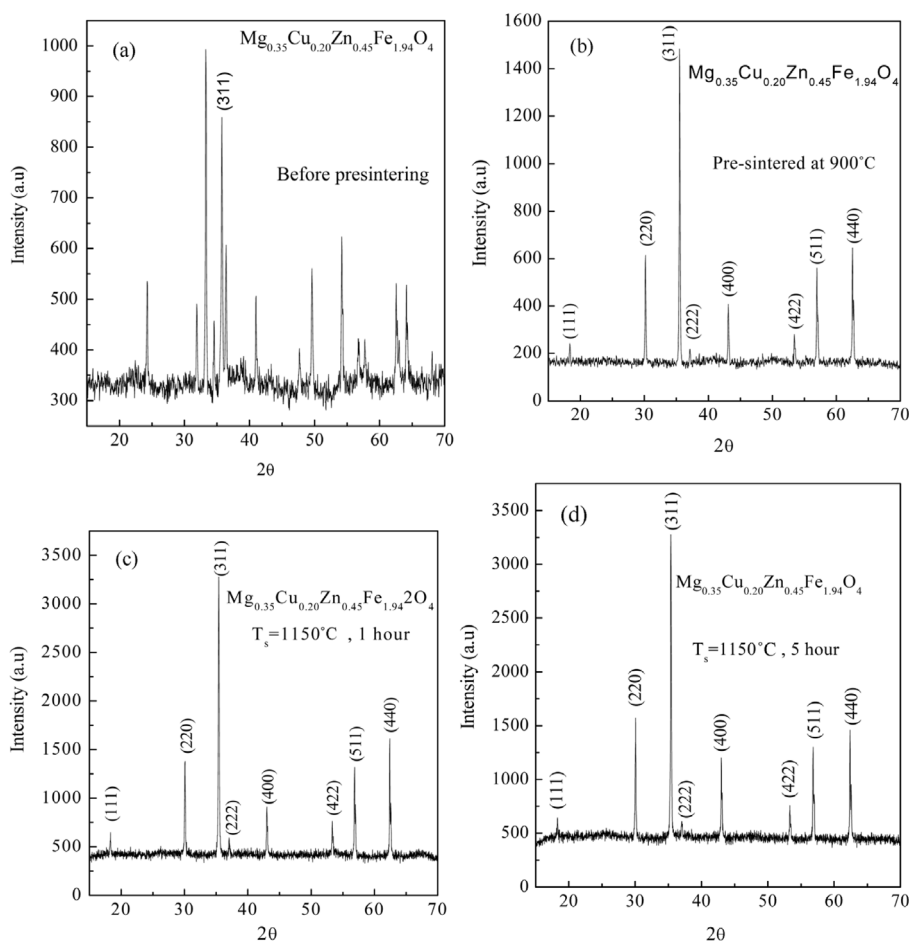 (a)
Mg0.35Cu0.20Zn0.45Fe1.94O4
(311)
Before presintering
Intensity (a.u)
1000
900
800
700
600
500
400
300
20 30 40 50 60 70
2θ
(b)
Mg0.35Cu0.20Zn0.45Fe1.94O4
Pre-sintered at 900°C
Intensity (a.u)
1600
1400
1200
1000
800
600
400
200
0
(111) (220) (311) (222) (400) (422) (511) (440)
20 30 40 50 60 70
2θ
(c)
Mg0.35Cu0.20Zn0.45Fe1.942O4
Ts=1150°C , 1 hour
Intensity (a.u)
3500
3000
2500
2000
1500
1000
500
0
(111) (220) (311) (222) (400) (422) (511) (440)
20 30 40 50 60 70
2θ
(d)
Mg0.35Cu0.20Zn0.45Fe1.94O4
Ts=1150°C , 5 hour
Intensity (a.u)
3500
3000
2500
2000
1500
1000
500
0
(111) (220) (311) (222) (400) (422) (511) (440)
20 30 40 50 60 70
2θ